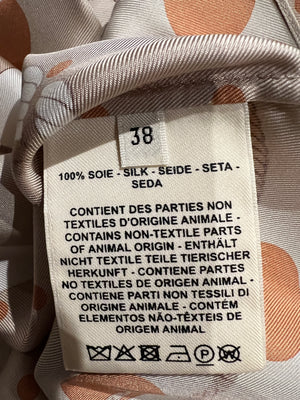 38
100% SOIE - SILK - SEIDE - SETA -
SEDA
CONTIENT DES PARTIES NON
TEXTILES D'ORIGINE ANIMALE -
CONTAINS NON-TEXTILE PARTS
OF ANIMAL ORIGIN - ENTHÄLT
NICHT TEXTILE TEILE TIERISCHER
HERKUNFT - CONTIENE PARTES
NO TEXTILES DE ORIGEN ANIMAL -
CONTIENE PARTI NON TESSILI DI
ORIGINE ANIMALE - CONTÉM
ELEMENTOS NÃO-TÊXTEIS DE
ORIGEM ANIMAL
P W